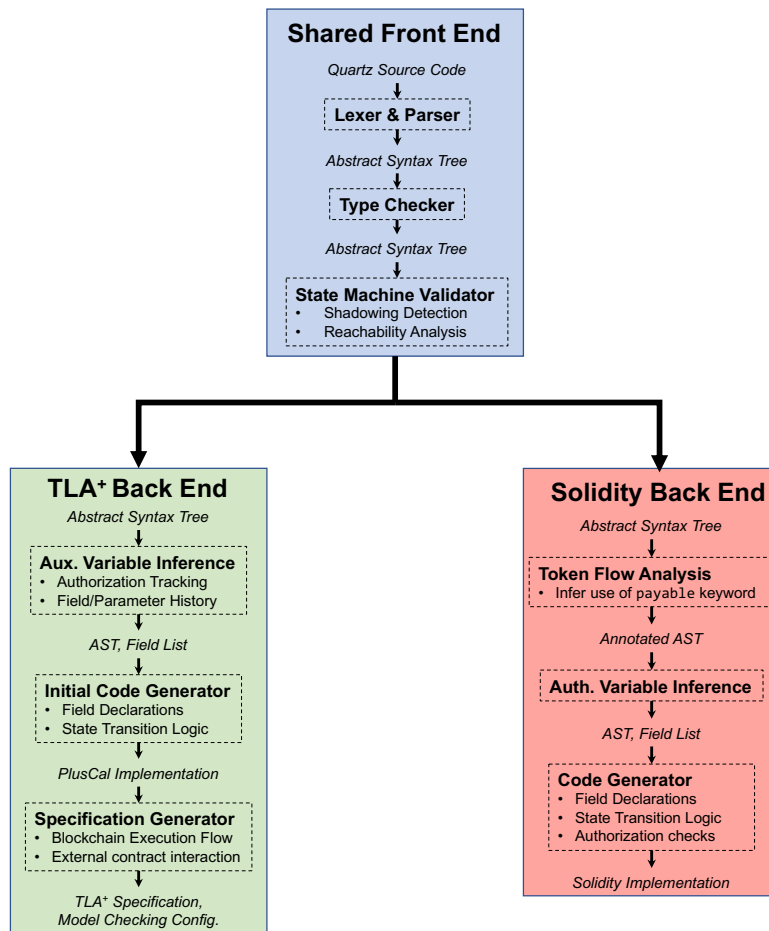 Shared Front End
Quartz Source Code
Lexer & Parser
Abstract Syntax Tree
Type Checker
Abstract Syntax Tree
State Machine Validator
• Shadowing Detection
• Reachability Analysis
TLA⁺ Back End
Abstract Syntax Tree
Aux. Variable Inference
• Authorization Tracking
• Field/Parameter History
AST, Field List
Initial Code Generator
• Field Declarations
• State Transition Logic
PlusCal Implementation
Specification Generator
• Blockchain Execution Flow
• External contract interaction
TLA⁺ Specification,
Model Checking Config.
Solidity Back End
Abstract Syntax Tree
Token Flow Analysis
• Infer use of payable keyword
Annotated AST
Auth. Variable Inference
AST, Field List
Code Generator
• Field Declarations
• State Transition Logic
• Authorization checks
Solidity Implementation